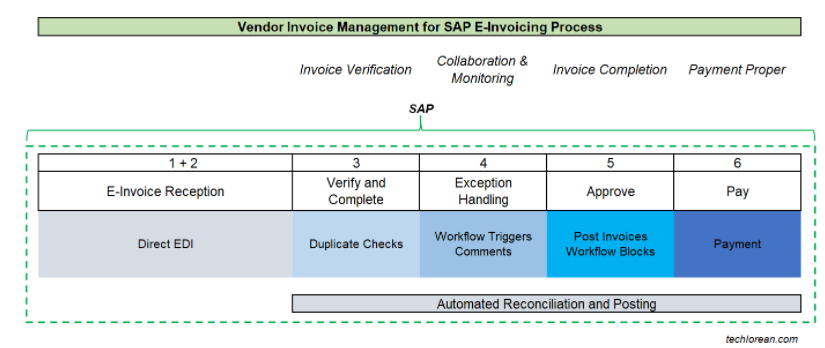 Vendor Invoice Management for SAP E-Invoicing Process
Invoice Verification
Collaboration &
Monitoring
Invoice Completion
Payment Proper
SAP
1 + 2
3
4
5
6
E-Invoice Reception
Verify and
Complete
Exception
Handling
Approve
Pay
Direct EDI
Duplicate Checks
Workflow Triggers
Comments
Post Invoices
Workflow Blocks
Payment
Automated Reconciliation and Posting
techlorean.com